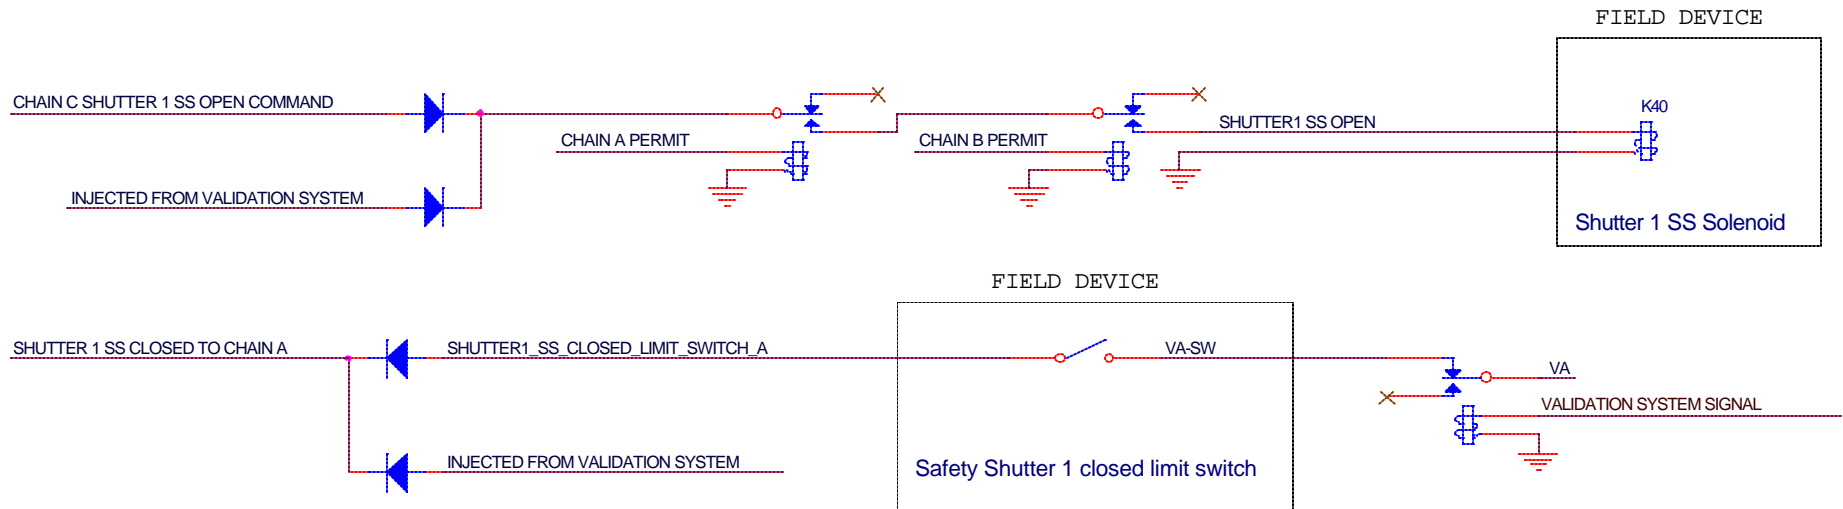 FIELD DEVICE
CHAIN C SHUTTER 1 SS OPEN COMMAND
K40
SHUTTER1 SS OPEN
CHAIN A PERMIT
CHAIN B PERMIT
INJECTED FROM VALIDATION SYSTEM
Shutter 1 SS Solenoid
FIELD DEVICE
SHUTTER 1 SS CLOSED TO CHAIN A
SHUTTER1_SS_CLOSED_LIMIT_SWITCH_A
VA-SW
VA
VALIDATION SYSTEM SIGNAL
INJECTED FROM VALIDATION SYSTEM
Safety Shutter 1 closed limit switch